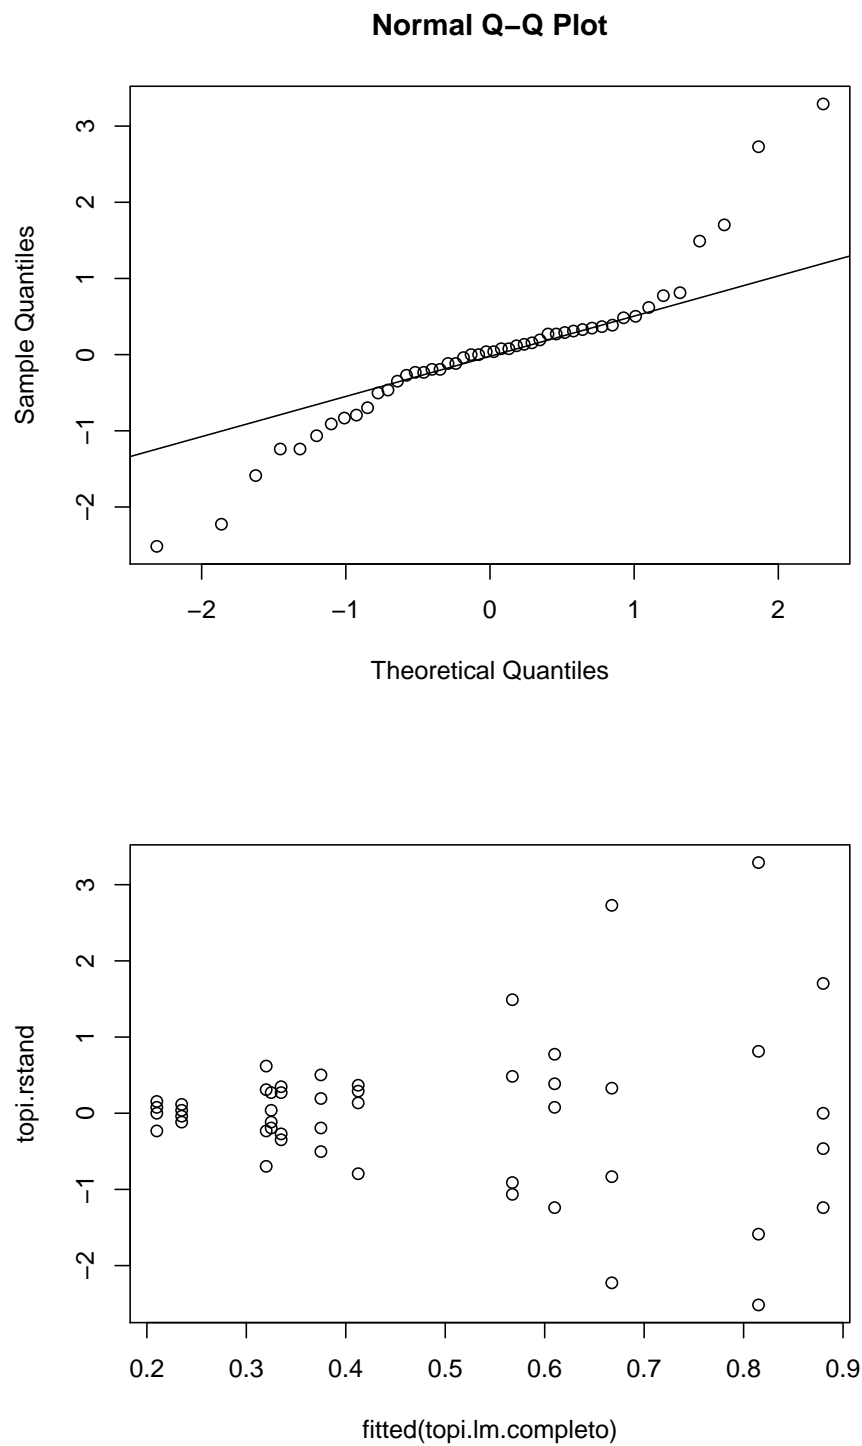 Normal Q−Q Plot
3
2
1
0
−1
−2
Sample Quantiles
−2 −1 0 1 2
Theoretical Quantiles
3
2
1
0
−1
−2
topi.rstand
0.2 0.3 0.4 0.5 0.6 0.7 0.8 0.9
fitted(topi.lm.completo)